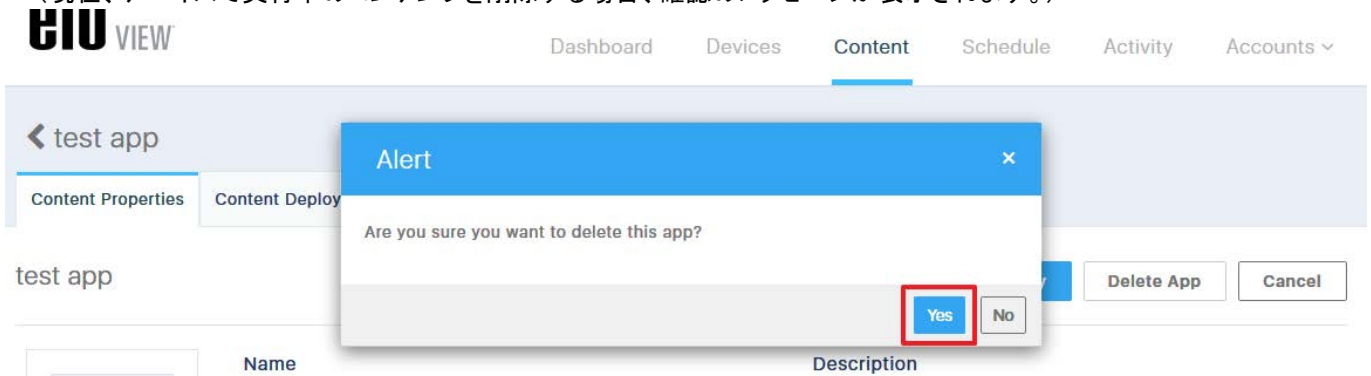 elo VIEW
Dashboard Devices Content Schedule Activity Accounts
test app
Alert ×
Content Properties Content Deploy
Are you sure you want to delete this app?
test app
Delete App Cancel
Yes No
Name Description